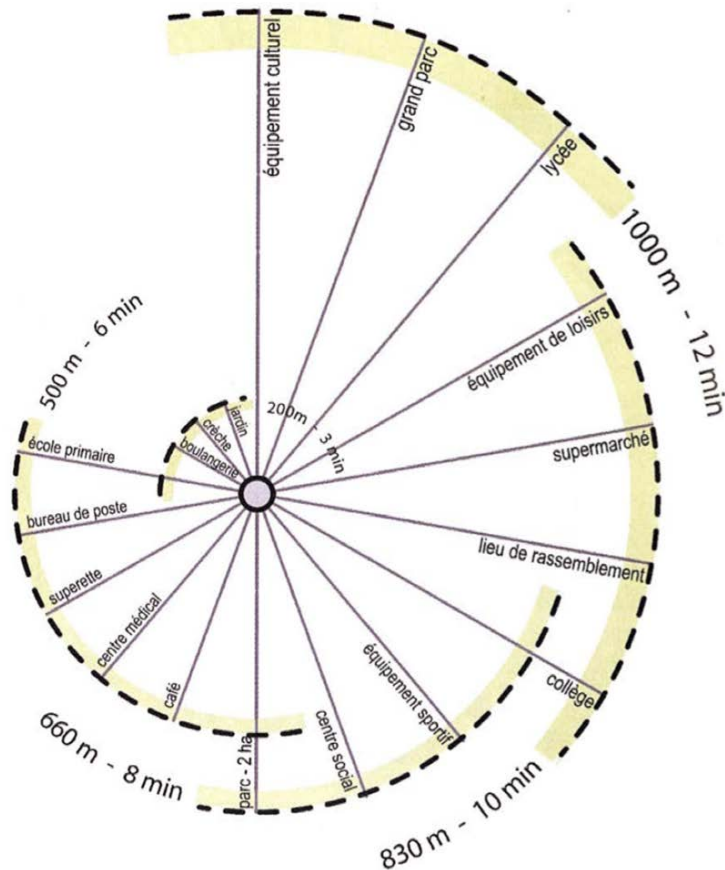 équipement culturel
grand parc
lycée
1000 m - 12 min
équipement de loisirs
supermarché
lieu de rassemblement
collège
830 m - 10 min
équipement sportif
centre social
parc - 2 ha
660 m - 8 min
café
centre médical
superette
bureau de poste
école primaire
500 m - 6 min
boulangerie
crèche
jardin
200m - 3 min